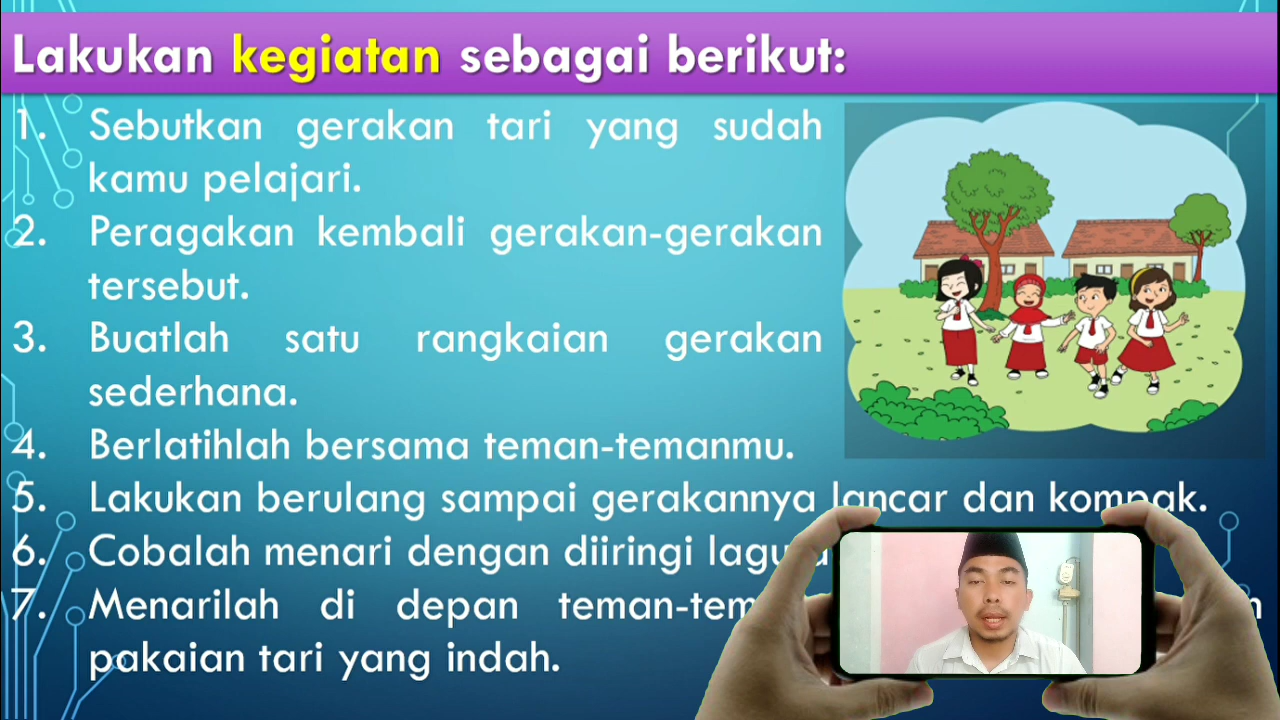 Lakukan kegiatan sebagai berikut:
1. Sebutkan gerakan tari yang sudah
kamu pelajari.
2. Peragakan kembali gerakan-gerakan
tersebut.
3. Buatlah satu rangkaian gerakan
sederhana.
4. Berlatihlah bersama teman-temanmu.
5. Lakukan berulang sampai gerakannya lancar dan kompak.
6. Cobalah menari dengan diiringi lagu
7. Menarilah di depan
pakaian tari yang indah.